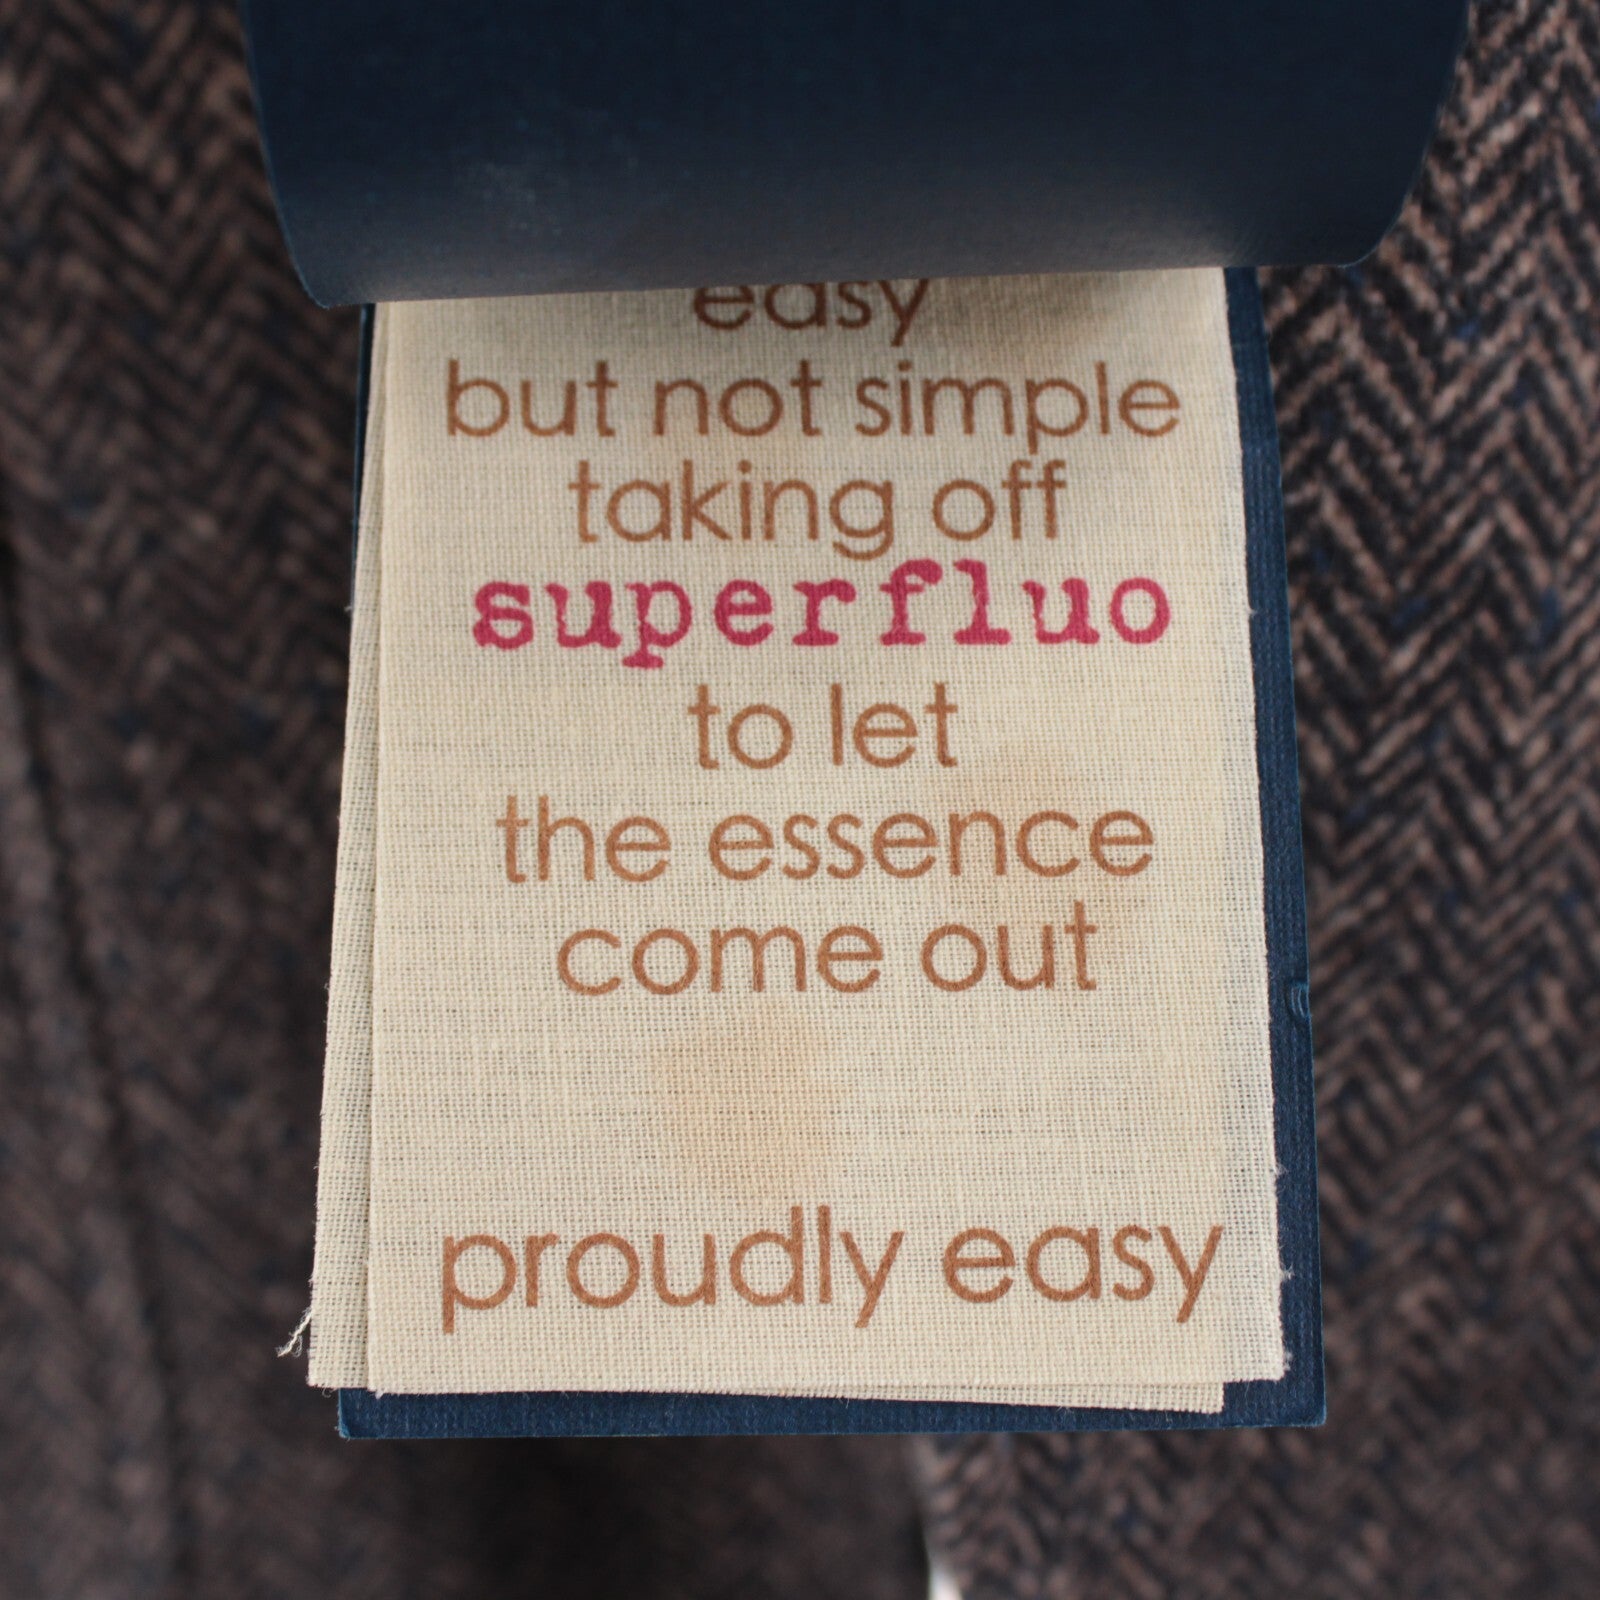 easy
but not simple
taking off
superfluo
to let
the essence
come out
proudly easy